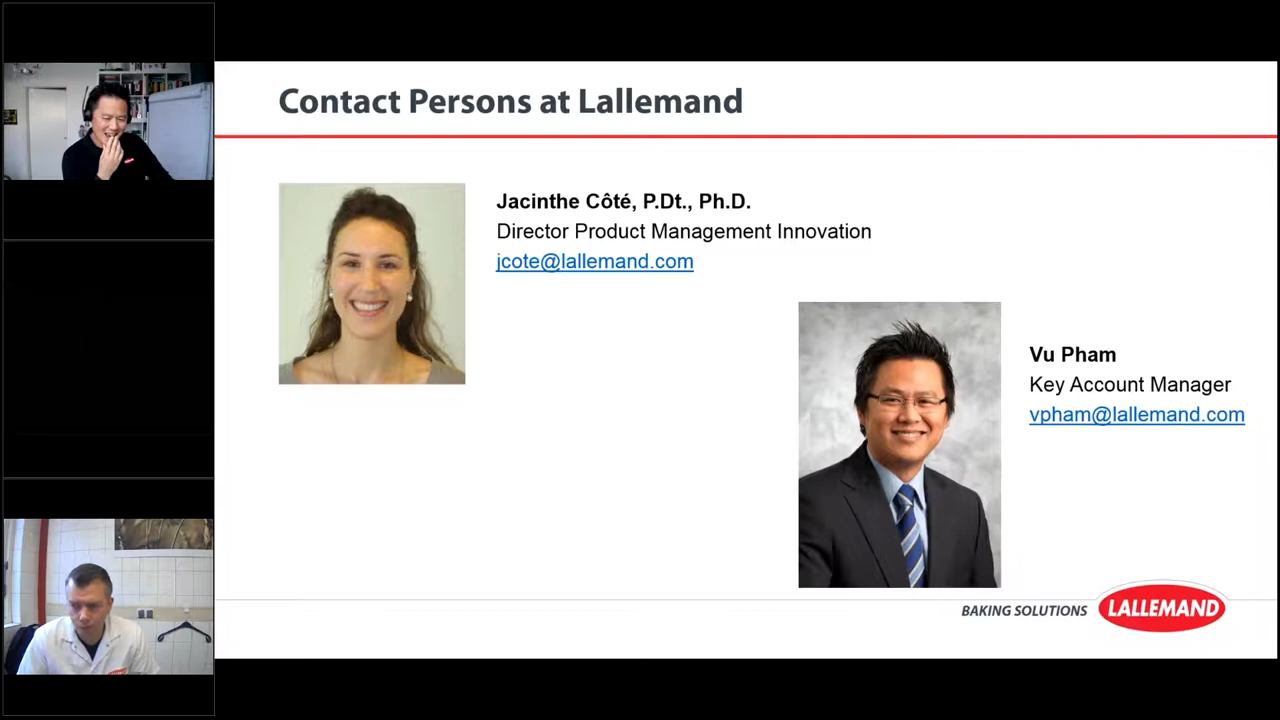 Contact Persons at Lallemand
Jacinthe Côté, P.Dt., Ph.D.
Director Product Management Innovation
jcote@lallemand.com
Vu Pham
Key Account Manager
vpham@lallemand.com
BAKING SOLUTIONS
LALLEMAND